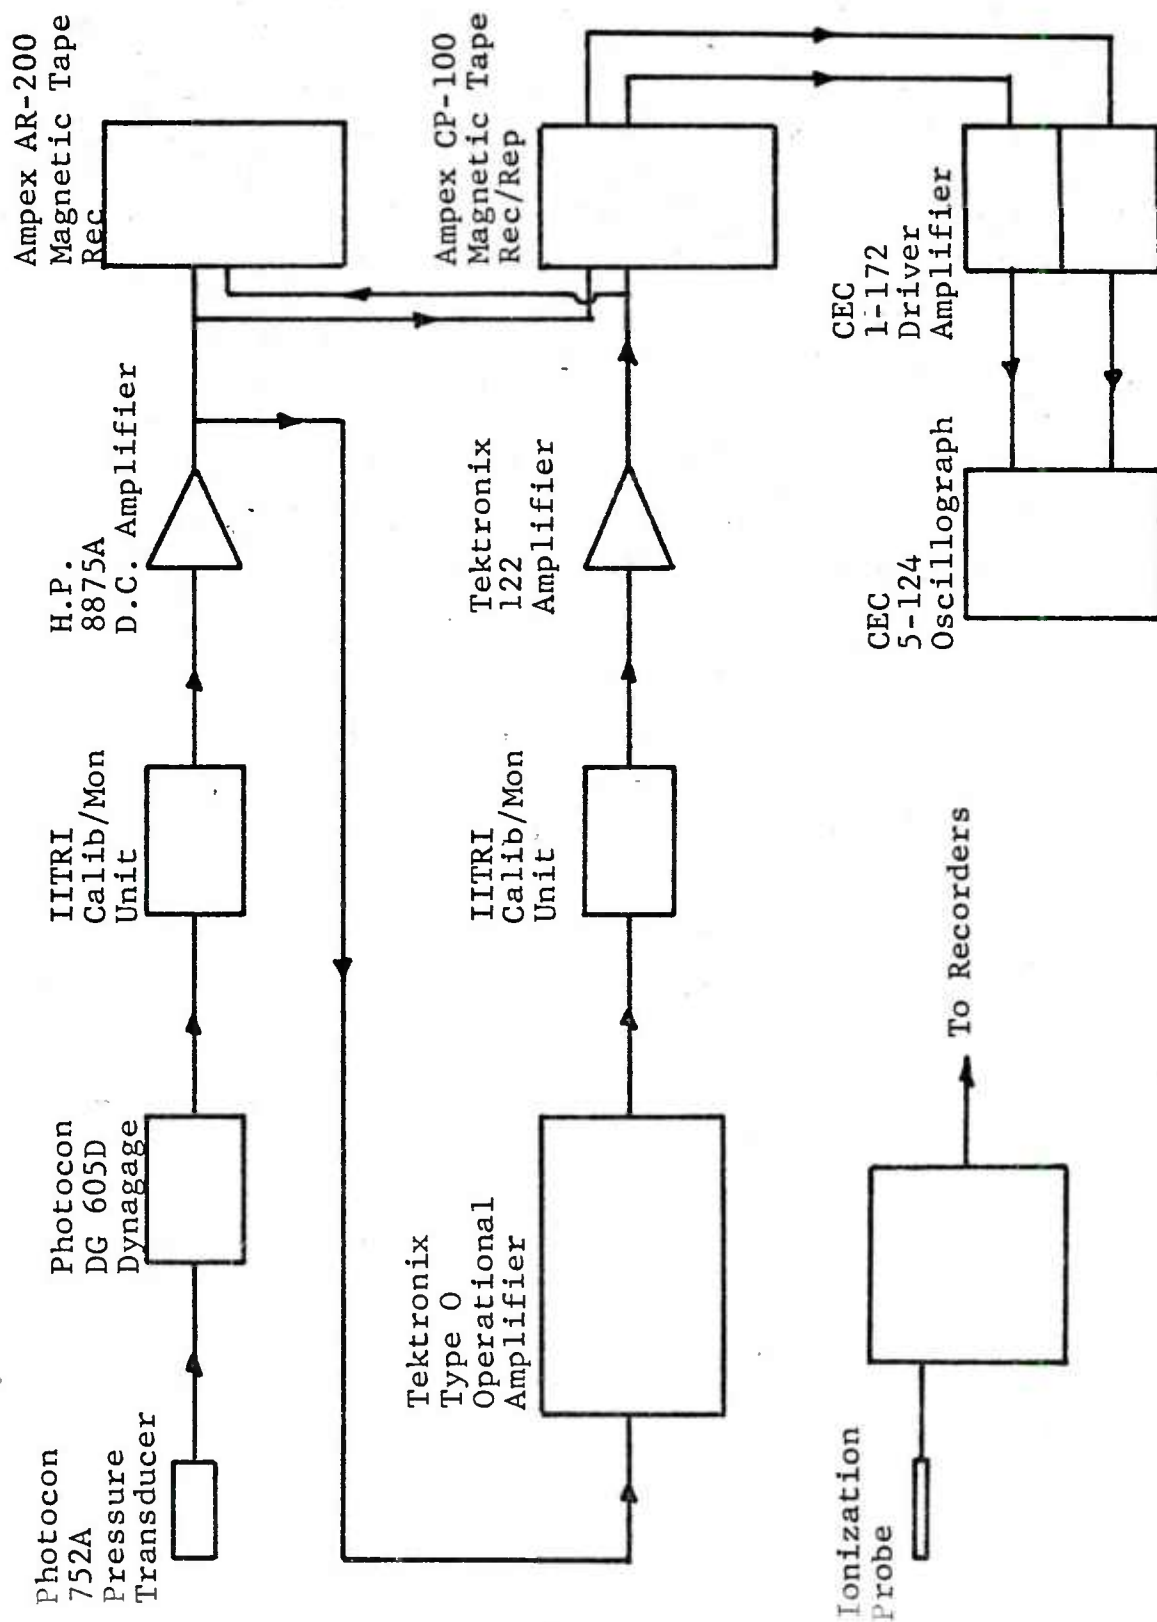 Photocon
752A
Pressure
Transducer
Photocon
DG 605D
Dynagage
IITRI
Calib/Mon
Unit
H.P.
8875A
D.C. Amplifier
Ampex AR-200
Magnetic Tape
Rec
Tektronix
Type O
Operational
Amplifier
IITRI
Calib/Mon
Unit
Tektronix
122
Amplifier
Ampex CP-100
Magnetic Tape
Rec/Rep
Ionization
Probe
To Recorders
CEC
5-124
Oscillograph
CEC
1-172
Driver
Amplifier